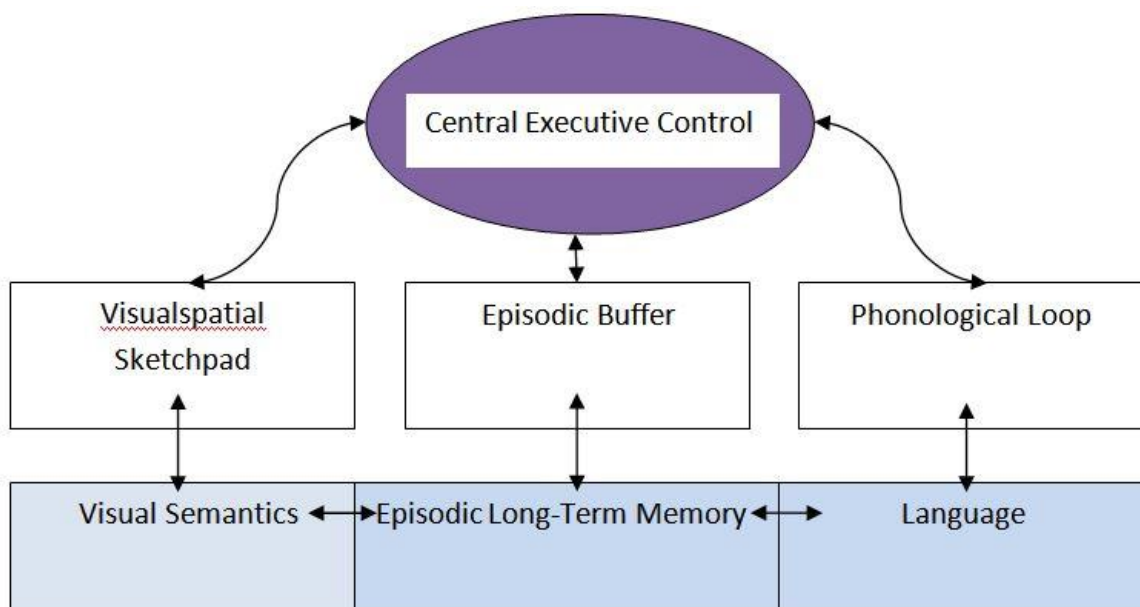 Central Executive Control
Visualspatial
Sketchpad
Episodic Buffer
Phonological Loop
Visual Semantics
Episodic Long-Term Memory
Language